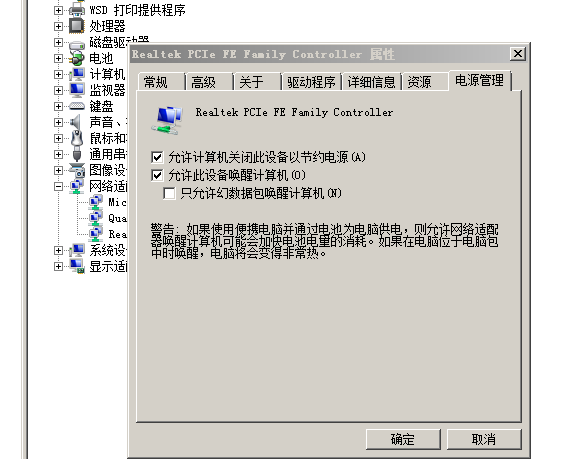 WSD 打印提供程序
处理器
磁盘驱动器
电池
计算机
监视器
键盘
声音、
鼠标和
通用串
图像设
网络适
Mic
Qua
Rea
系统设
显示适
Realtek PCIe FE Family Controller 属性
常规
高级
关于
驱动程序
详细信息
资源
电源管理
Realtek PCIe FE Family Controller
允许计算机关闭此设备以节约电源(A)
允许此设备唤醒计算机(O)
只允许幻数据包唤醒计算机(N)
警告: 如果使用便携电脑并通过电池为电脑供电，则允许网络适配
器唤醒计算机可能会加快电池电量的消耗。如果在电脑位于电脑包
中时唤醒，电脑将会变得非常热。
确定
取消